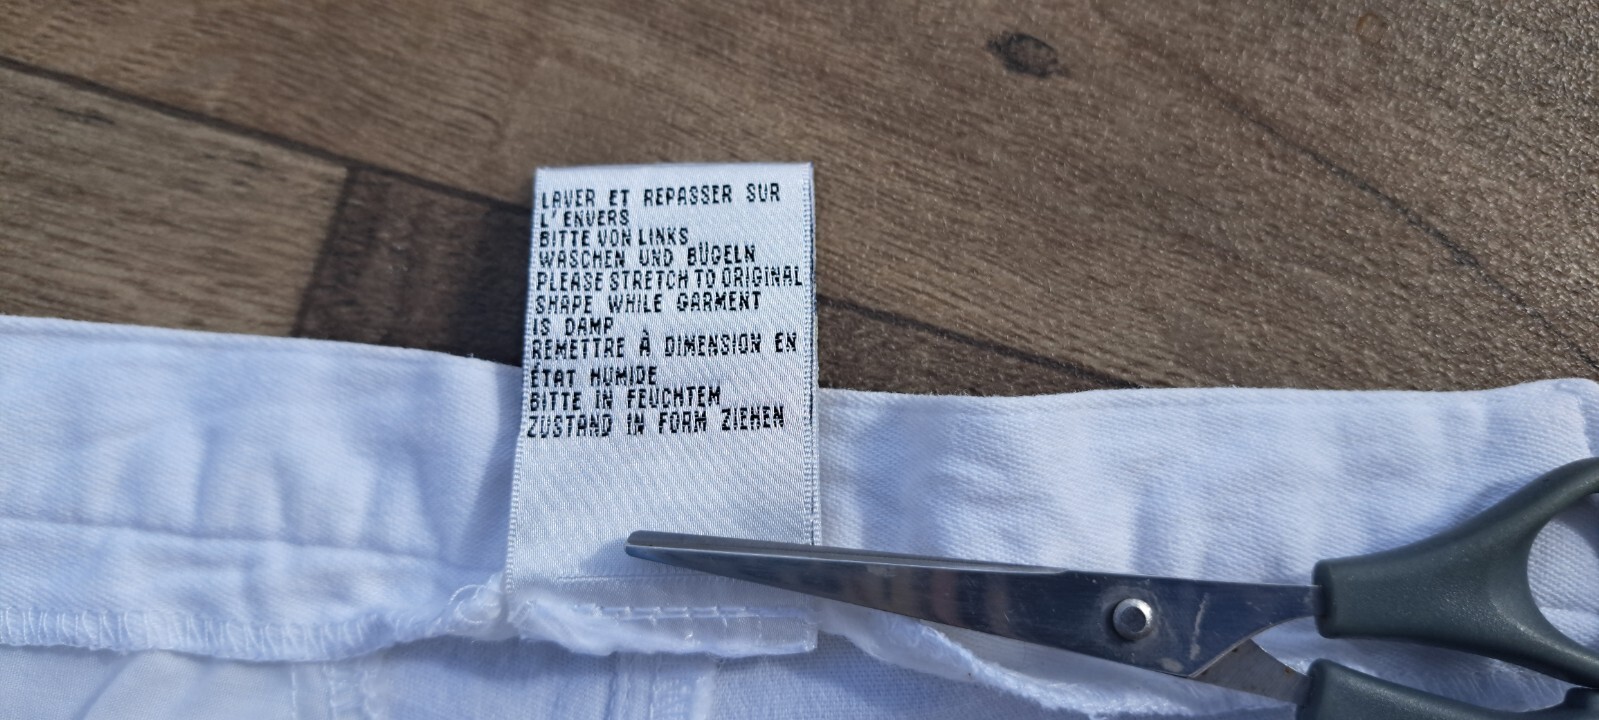 LAVER ET REPASSER SUR
L'ENVERS
BITTE VON LINKS
WASCHEN UND BÜGELN
PLEASE STRETCH TO ORIGINAL
SHAPE WHILE GARMENT
IS DAMP
REMETTRE À DIMENSION EN
ÉTAT HUMIDE
BITTE IN FEUCHTEM
ZUSTAND IN FORM ZIEHEN